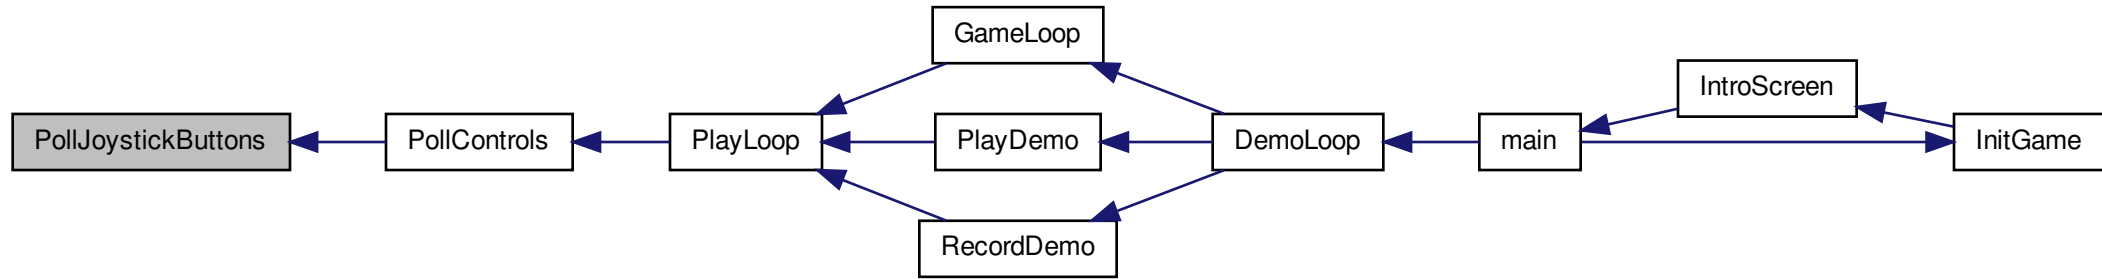 GameLoop
IntroScreen
PollJoystickButtons
PollControls
PlayLoop
PlayDemo
DemoLoop
main
InitGame
RecordDemo